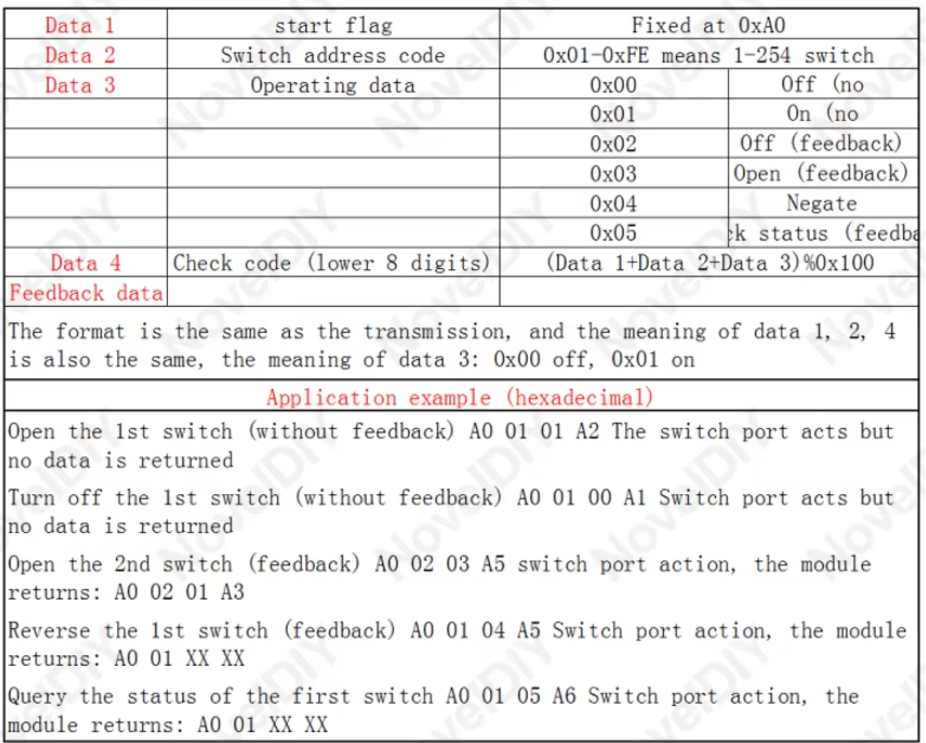 Data 1 start flag Fixed at 0xA0
Data 2 Switch address code 0x01-0xFE means 1-254 switch
Data 3 Operating data 0x00 Off (no
0x01 On (no
0x02 Off (feedback)
0x03 Open (feedback)
0x04 Negate
0x05 k status (feedba
Data 4 Check code (lower 8 digits) (Data 1+Data 2+Data 3)%0x100
Feedback data
The format is the same as the transmission, and the meaning of data 1, 2, 4
is also the same, the meaning of data 3: 0x00 off, 0x01 on
Application example (hexadecimal)
Open the 1st switch (without feedback) A0 01 01 A2 The switch port acts but
no data is returned
Turn off the 1st switch (without feedback) A0 01 00 A1 Switch port acts but
no data is returned
Open the 2nd switch (feedback) A0 02 03 A5 switch port action, the module
returns: A0 02 01 A3
Reverse the 1st switch (feedback) A0 01 04 A5 Switch port action, the module
returns: A0 01 XX XX
Query the status of the first switch A0 01 05 A6 Switch port action, the
module returns: A0 01 XX XX
NovelDIY